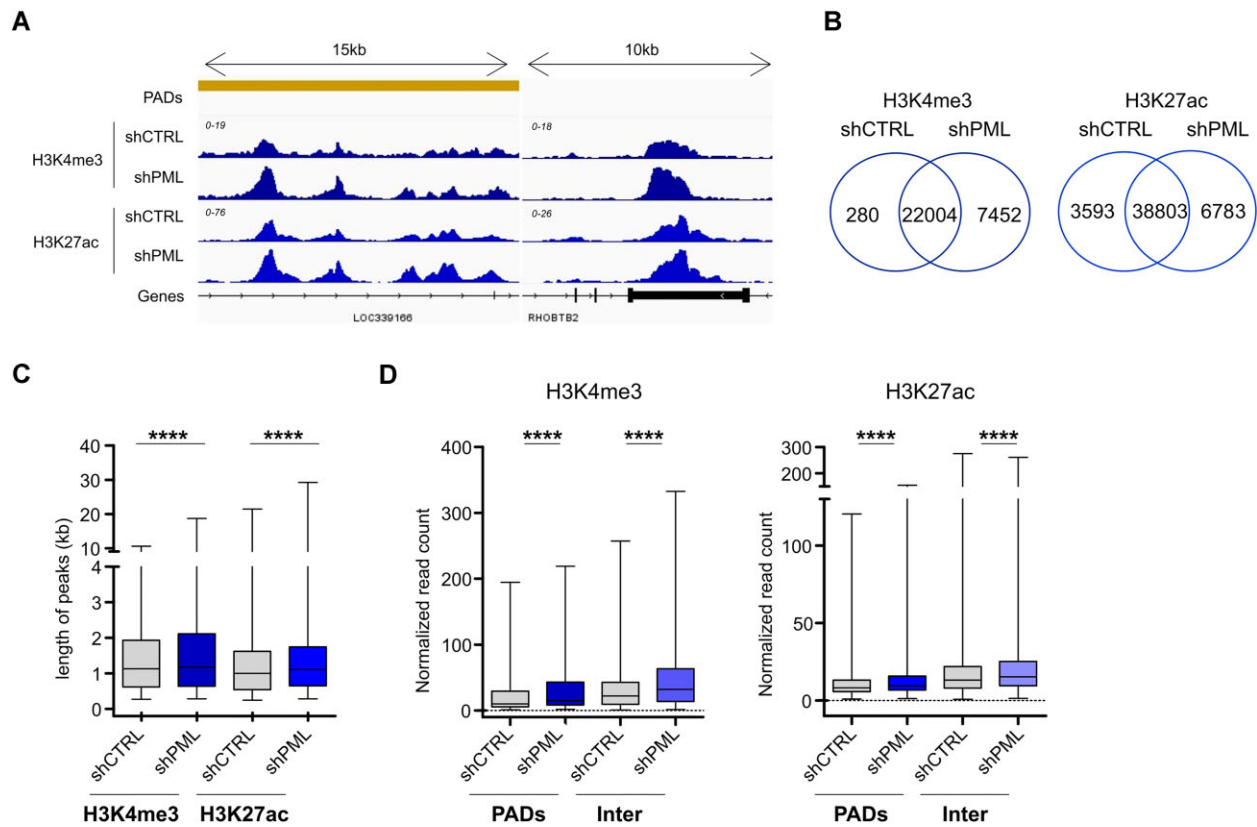 A
15kb
10kb
PADs
H3K4me3
shCTRL
0-19
0-18
shPML
H3K27ac
shCTRL
0-76
0-26
shPML
Genes
LOC339166
RHOBTB2
B
H3K4me3
shCTRL shPML
280 22004 7452
H3K27ac
shCTRL shPML
3593 38803 6783
C
length of peaks (kb)
40
30
20
10
4
3
2
1
0
**** ****
shCTRL shPML shCTRL shPML
H3K4me3 H3K27ac
D
H3K4me3
Normalized read count
400
300
200
100
0
**** ****
shCTRL shPML shCTRL shPML
PADs Inter
H3K27ac
Normalized read count
300
200
100
50
0
**** ****
shCTRL shPML shCTRL shPML
PADs Inter